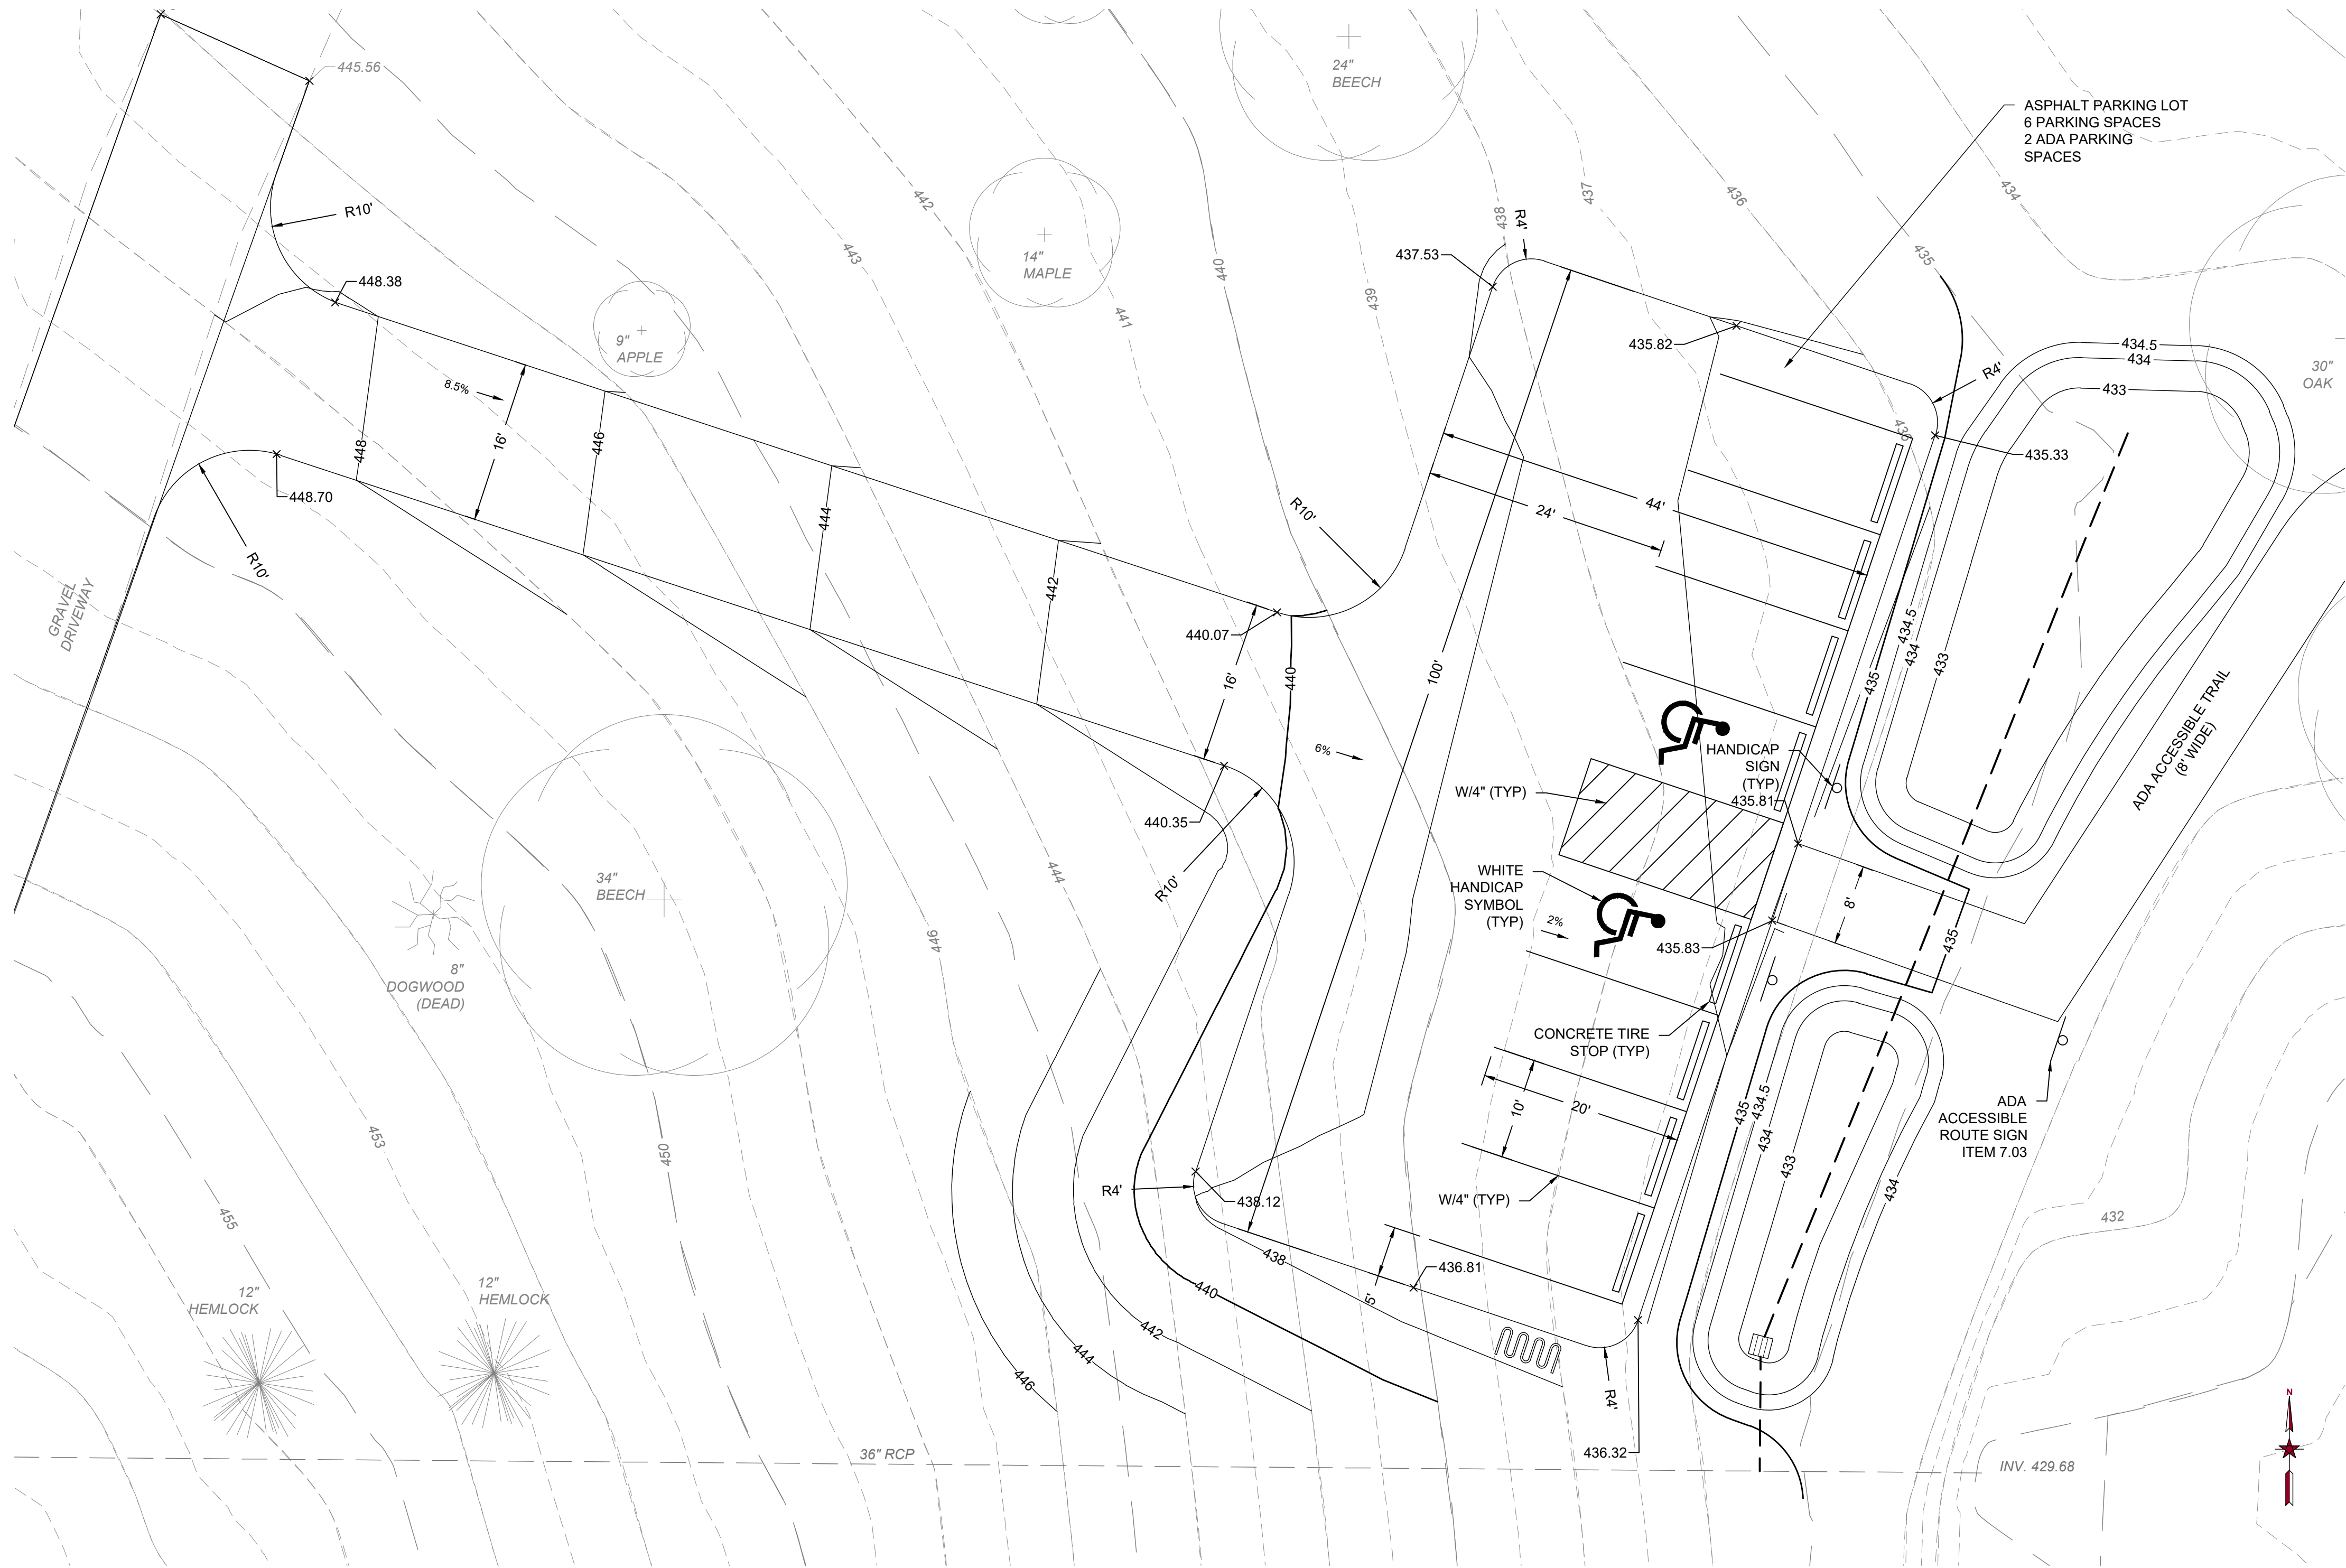 445.56
24"
BEECH
ASPHALT PARKING LOT
6 PARKING SPACES
2 ADA PARKING
SPACES
442
443
14"
MAPLE
440
441
439
438
R4'
437
436
435
434
R10'
448.38
437.53
9"
APPLE
435.82
434.5
434
433
30"
OAK
R4'
8.5%
16'
448
446
444
442
448.70
R10'
R10'
44'
24'
436
435.33
GRAVEL
DRIVEWAY
440.07
16'
440
100'
434.5
434
433
435
ADA ACCESSIBLE TRAIL
(8' WIDE)
6%
HANDICAP
SIGN
(TYP)
435.81
W/4" (TYP)
440.35
R10'
444
34"
BEECH
446
WHITE
HANDICAP
SYMBOL
(TYP)
2%
435.83
8'
435
8"
DOGWOOD
(DEAD)
CONCRETE TIRE
STOP (TYP)
10'
20'
435
434.5
434
433
434
ADA
ACCESSIBLE
ROUTE SIGN
ITEM 7.03
453
450
455
R4'
438.12
W/4" (TYP)
432
438
436.81
5'
440
442
444
446
12"
HEMLOCK
12"
HEMLOCK
R4'
436.32
36" RCP
INV. 429.68
N